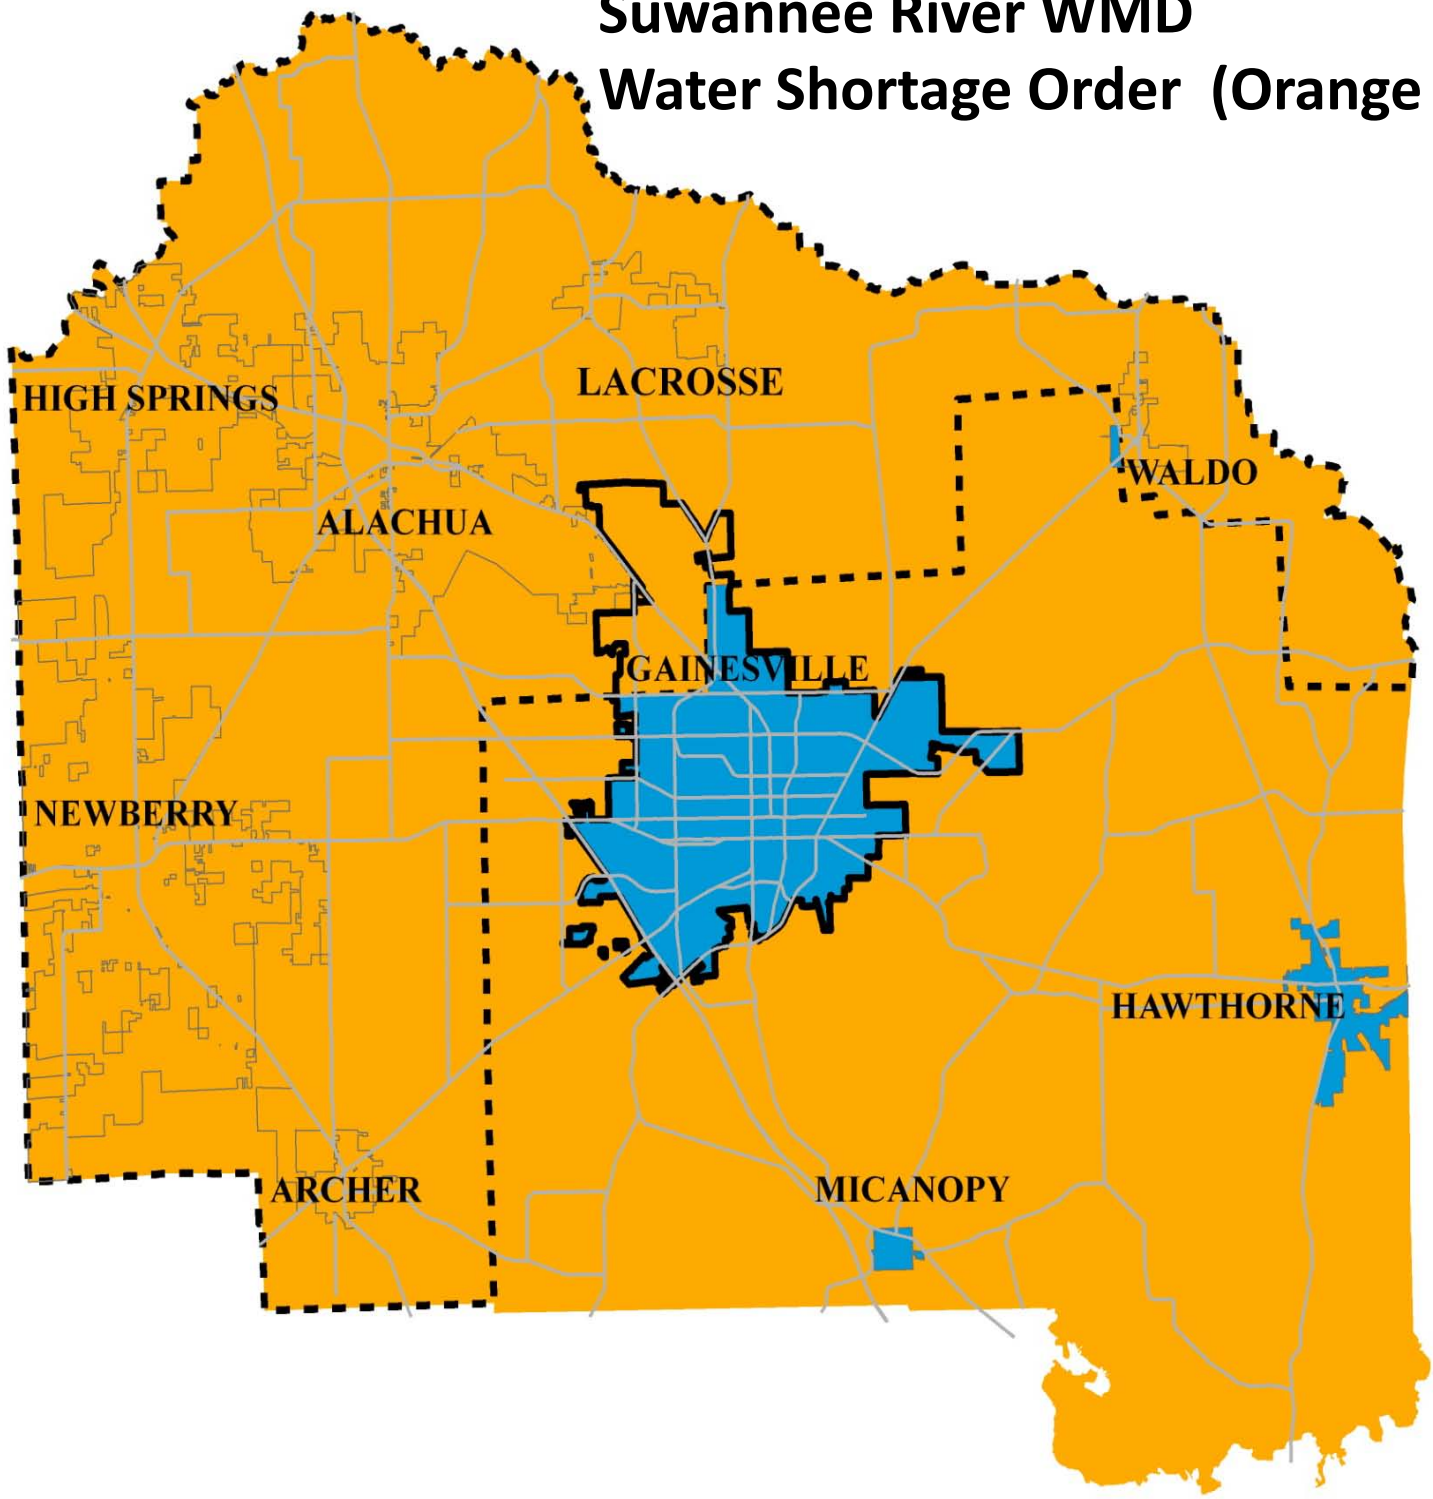 Suwannee River WMD
Water Shortage Order (Orange
LACROSSE
HIGH SPRINGS
WALDO
ALACHUA
GAINESVILLE
NEWBERRY
HAWTHORNE
ARCHER
MICANOPY